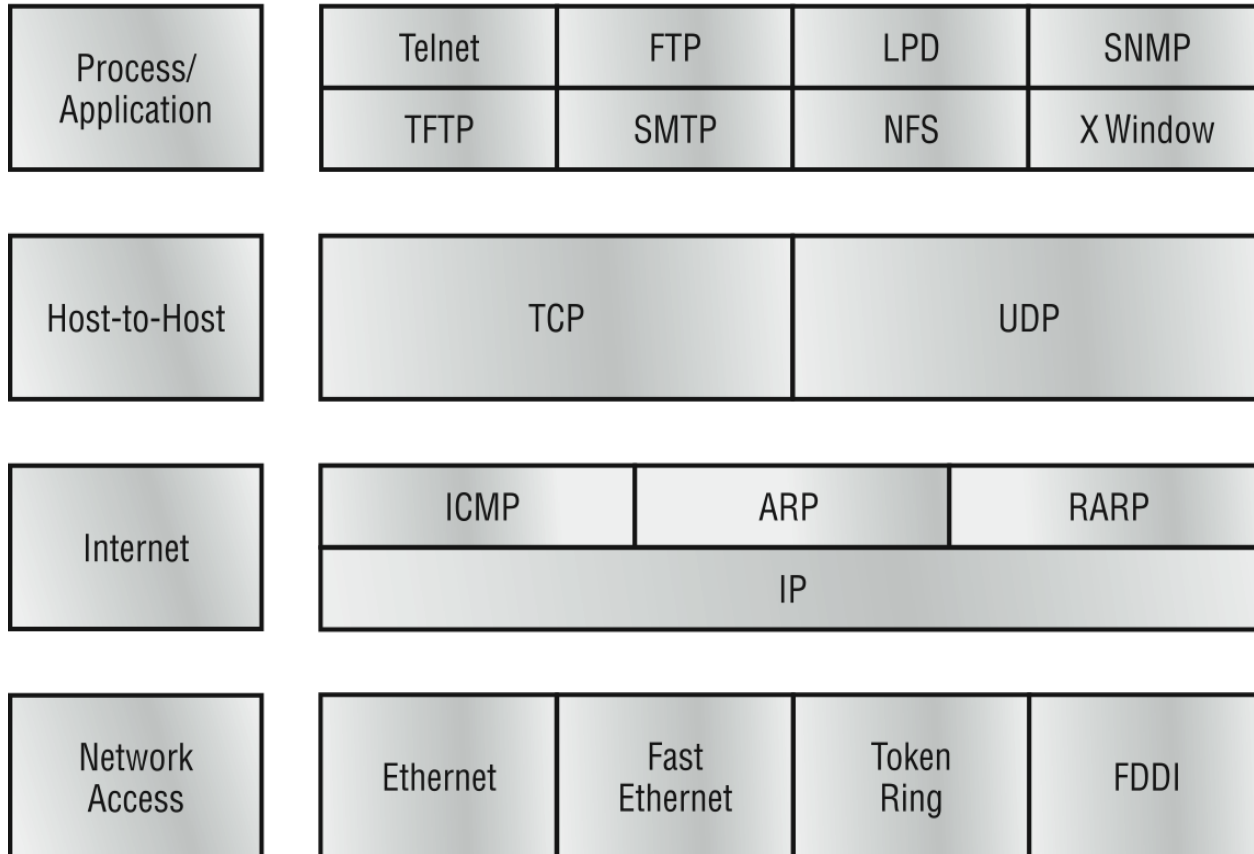 Process/
Application
Telnet FTP LPD SNMP
TFTP SMTP NFS X Window
Host-to-Host
TCP UDP
Internet
ICMP ARP RARP
IP
Network
Access
Ethernet
Fast
Ethernet
Token
Ring
FDDI